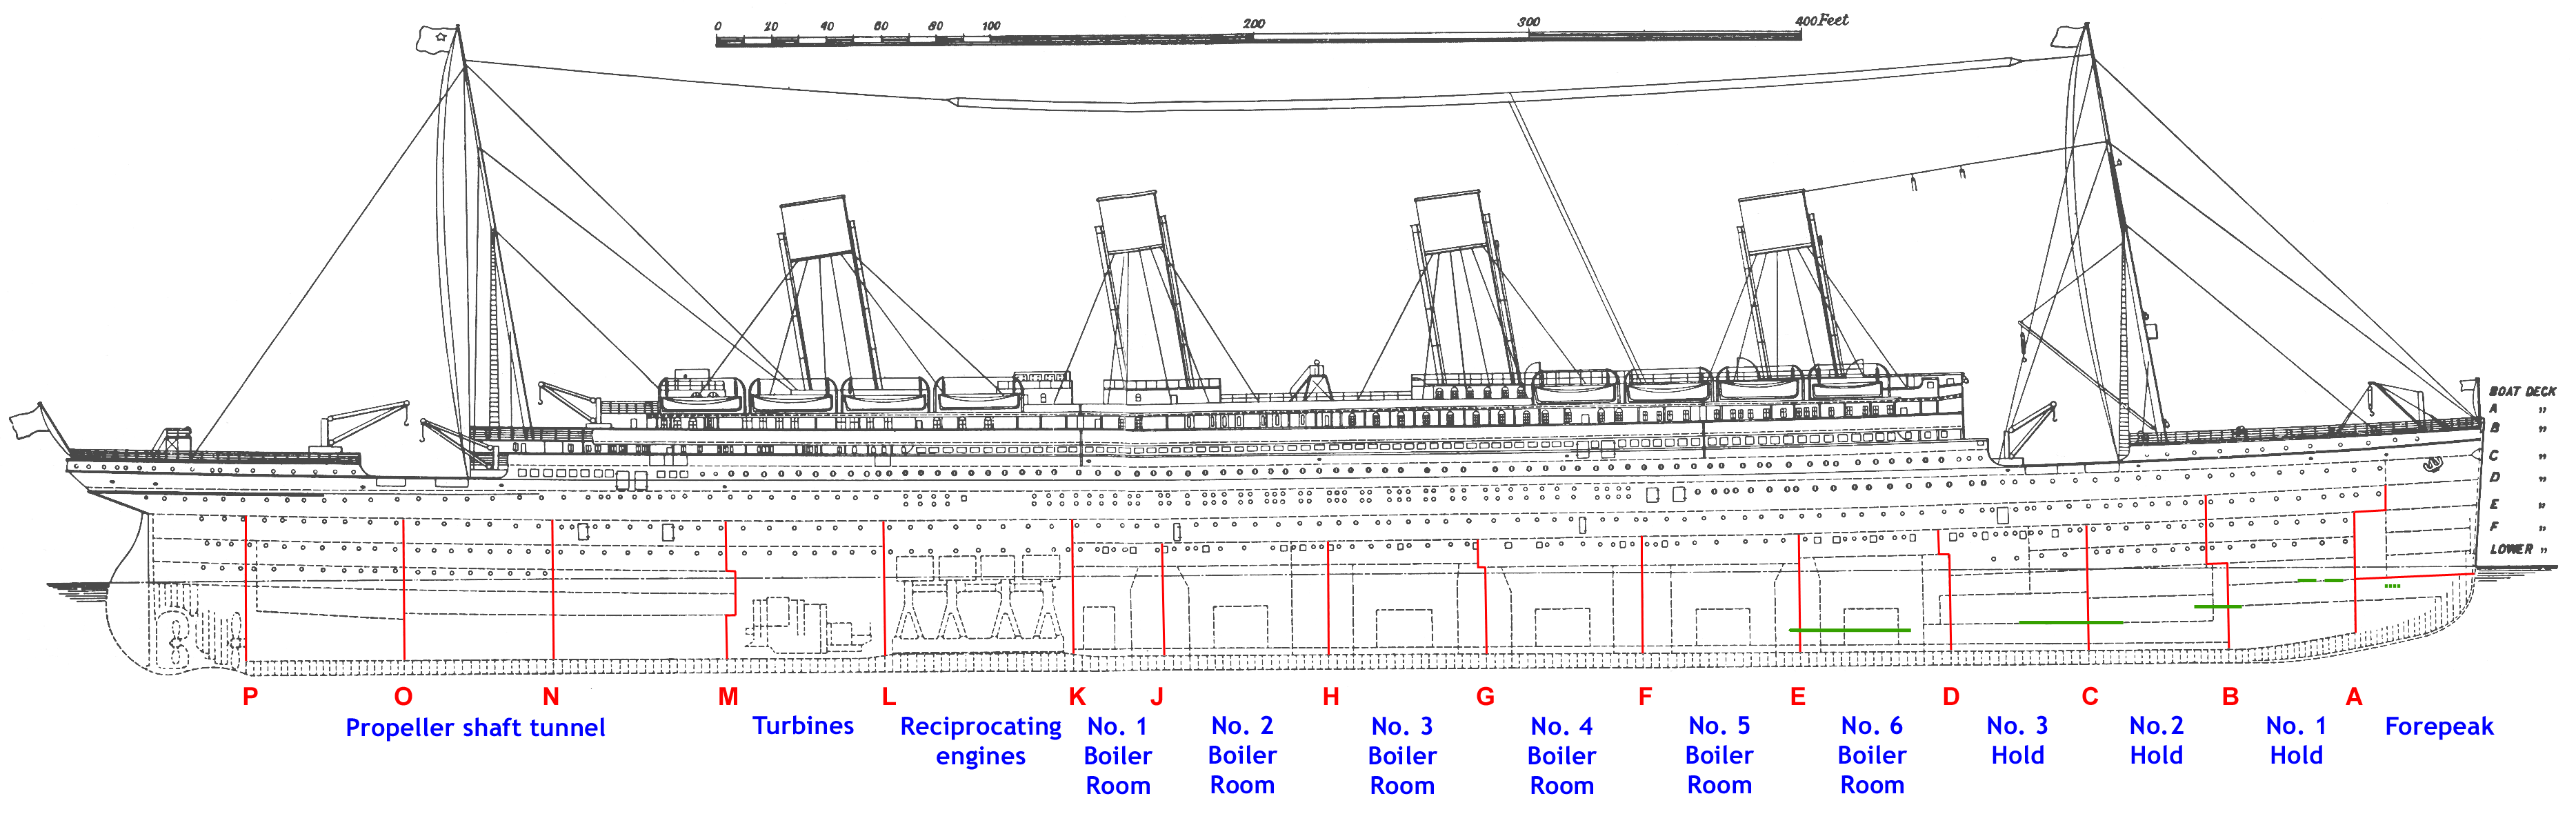 0 20 40 60 80 100 200 300 400 Feet
BOAT DECK
A "
B "
C "
D "
E "
F "
LOWER "
P O N M L K J H G F E D C B A
Propeller shaft tunnel
Turbines
Reciprocating
engines
No. 1
Boiler
Room
No. 2
Boiler
Room
No. 3
Boiler
Room
No. 4
Boiler
Room
No. 5
Boiler
Room
No. 6
Boiler
Room
No. 3
Hold
No.2
Hold
No. 1
Hold
Forepeak